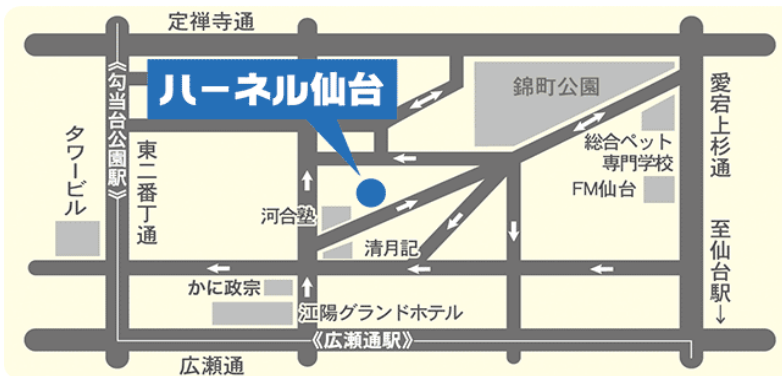 定禅寺通
ハーネル仙台
錦町公園
愛宕上杉通
《勾当台公園駅》
タワービル
東二番丁通
総合ペット
専門学校
FM仙台
河合塾
清月記
至仙台駅→
かに政宗
江陽グランドホテル
《広瀬通駅》
広瀬通